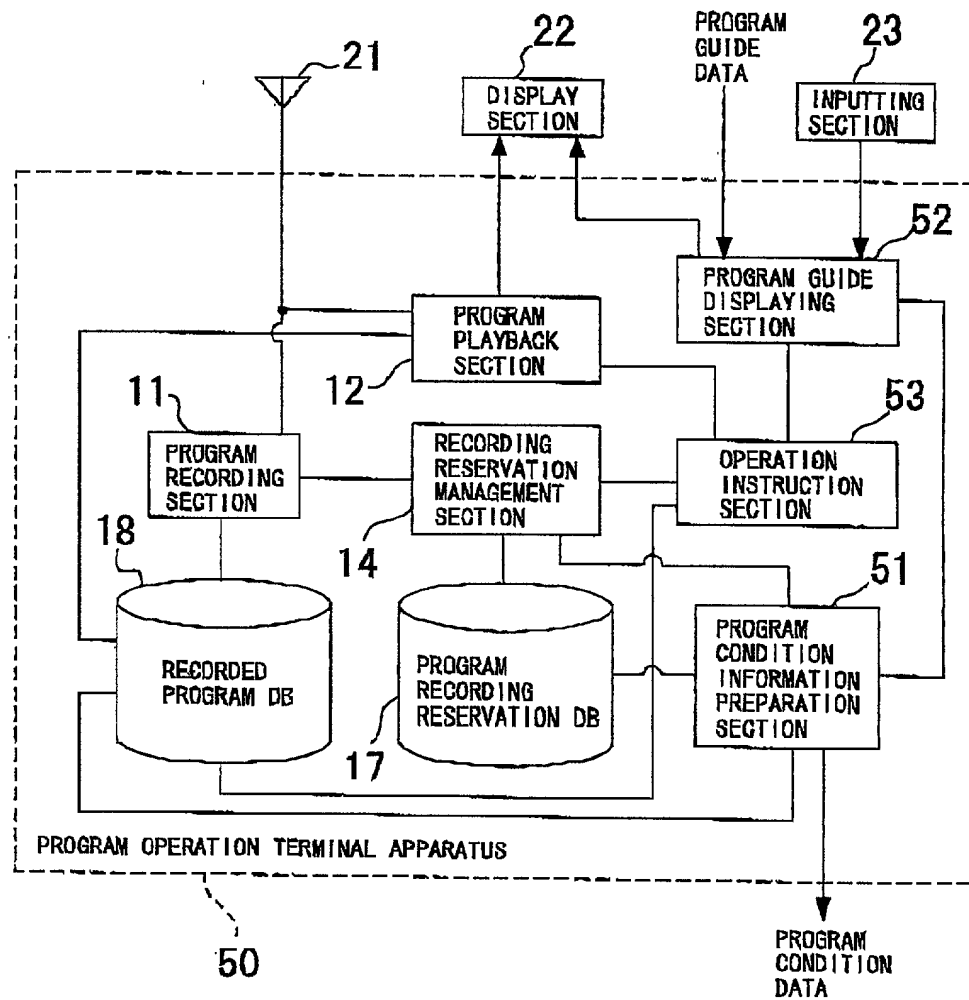 21
22
DISPLAY
SECTION
PROGRAM
GUIDE
DATA
23
INPUTTING
SECTION
52
PROGRAM GUIDE
DISPLAYING
SECTION
PROGRAM
PLAYBACK
SECTION
12
11
PROGRAM
RECORDING
SECTION
RECORDING
RESERVATION
MANAGEMENT
SECTION
14
53
OPERATION
INSTRUCTION
SECTION
18
RECORDED
PROGRAM DB
PROGRAM
RECORDING
RESERVATION DB
17
51
PROGRAM
CONDITION
INFORMATION
PREPARATION
SECTION
PROGRAM OPERATION TERMINAL APPARATUS
50
PROGRAM
CONDITION
DATA